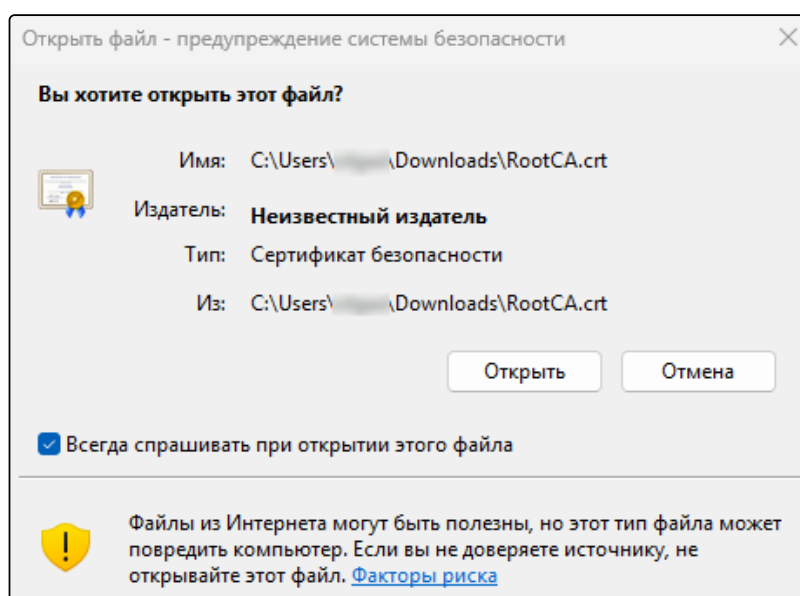 Открыть файл - предупреждение системы безопасности
Вы хотите открыть этот файл?
Имя: C:\Users\ \Downloads\RootCA.crt
Издатель: Неизвестный издатель
Тип: Сертификат безопасности
Из: C:\Users\ \Downloads\RootCA.crt
Открыть Отмена
Всегда спрашивать при открытии этого файла
Файлы из Интернета могут быть полезны, но этот тип файла может
повредить компьютер. Если вы не доверяете источнику, не
открывайте этот файл. Факторы риска